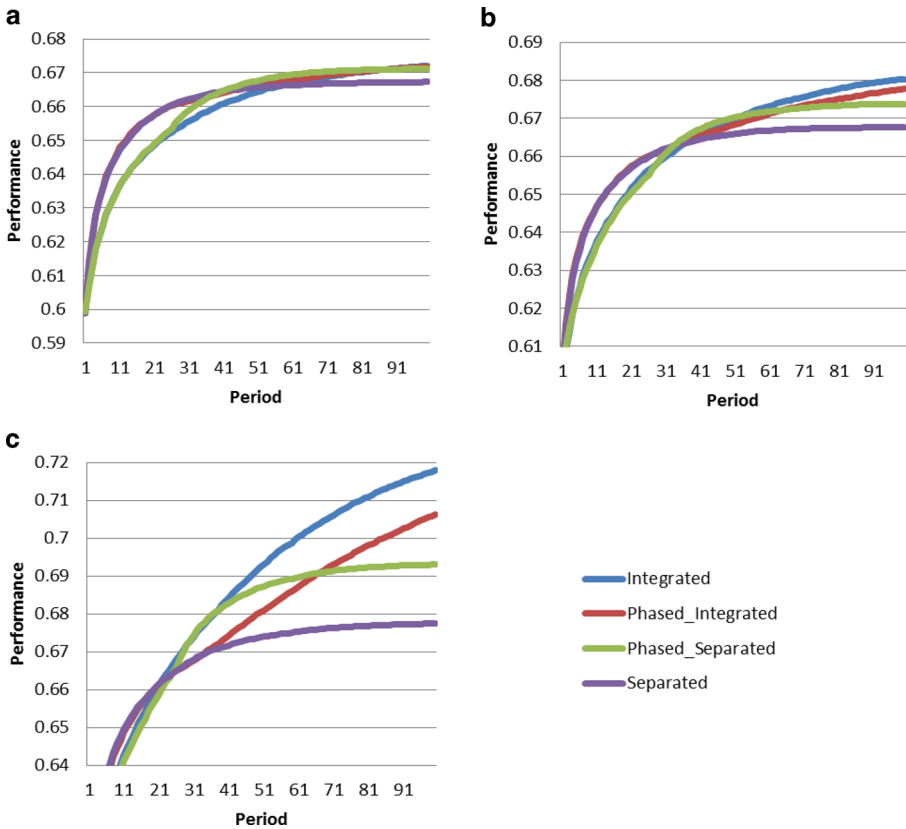 a
0.68
0.67
0.66
0.65
0.64
0.63
0.62
0.61
0.6
0.59
Performance
1 11 21 31 41 51 61 71 81 91
Period
b
0.69
0.68
0.67
0.66
0.65
0.64
0.63
0.62
0.61
Performance
1 11 21 31 41 51 61 71 81 91
Period
c
0.72
0.71
0.7
0.69
0.68
0.67
0.66
0.65
0.64
Performance
1 11 21 31 41 51 61 71 81 91
Period
Integrated
Phased_Integrated
Phased_Separated
Separated